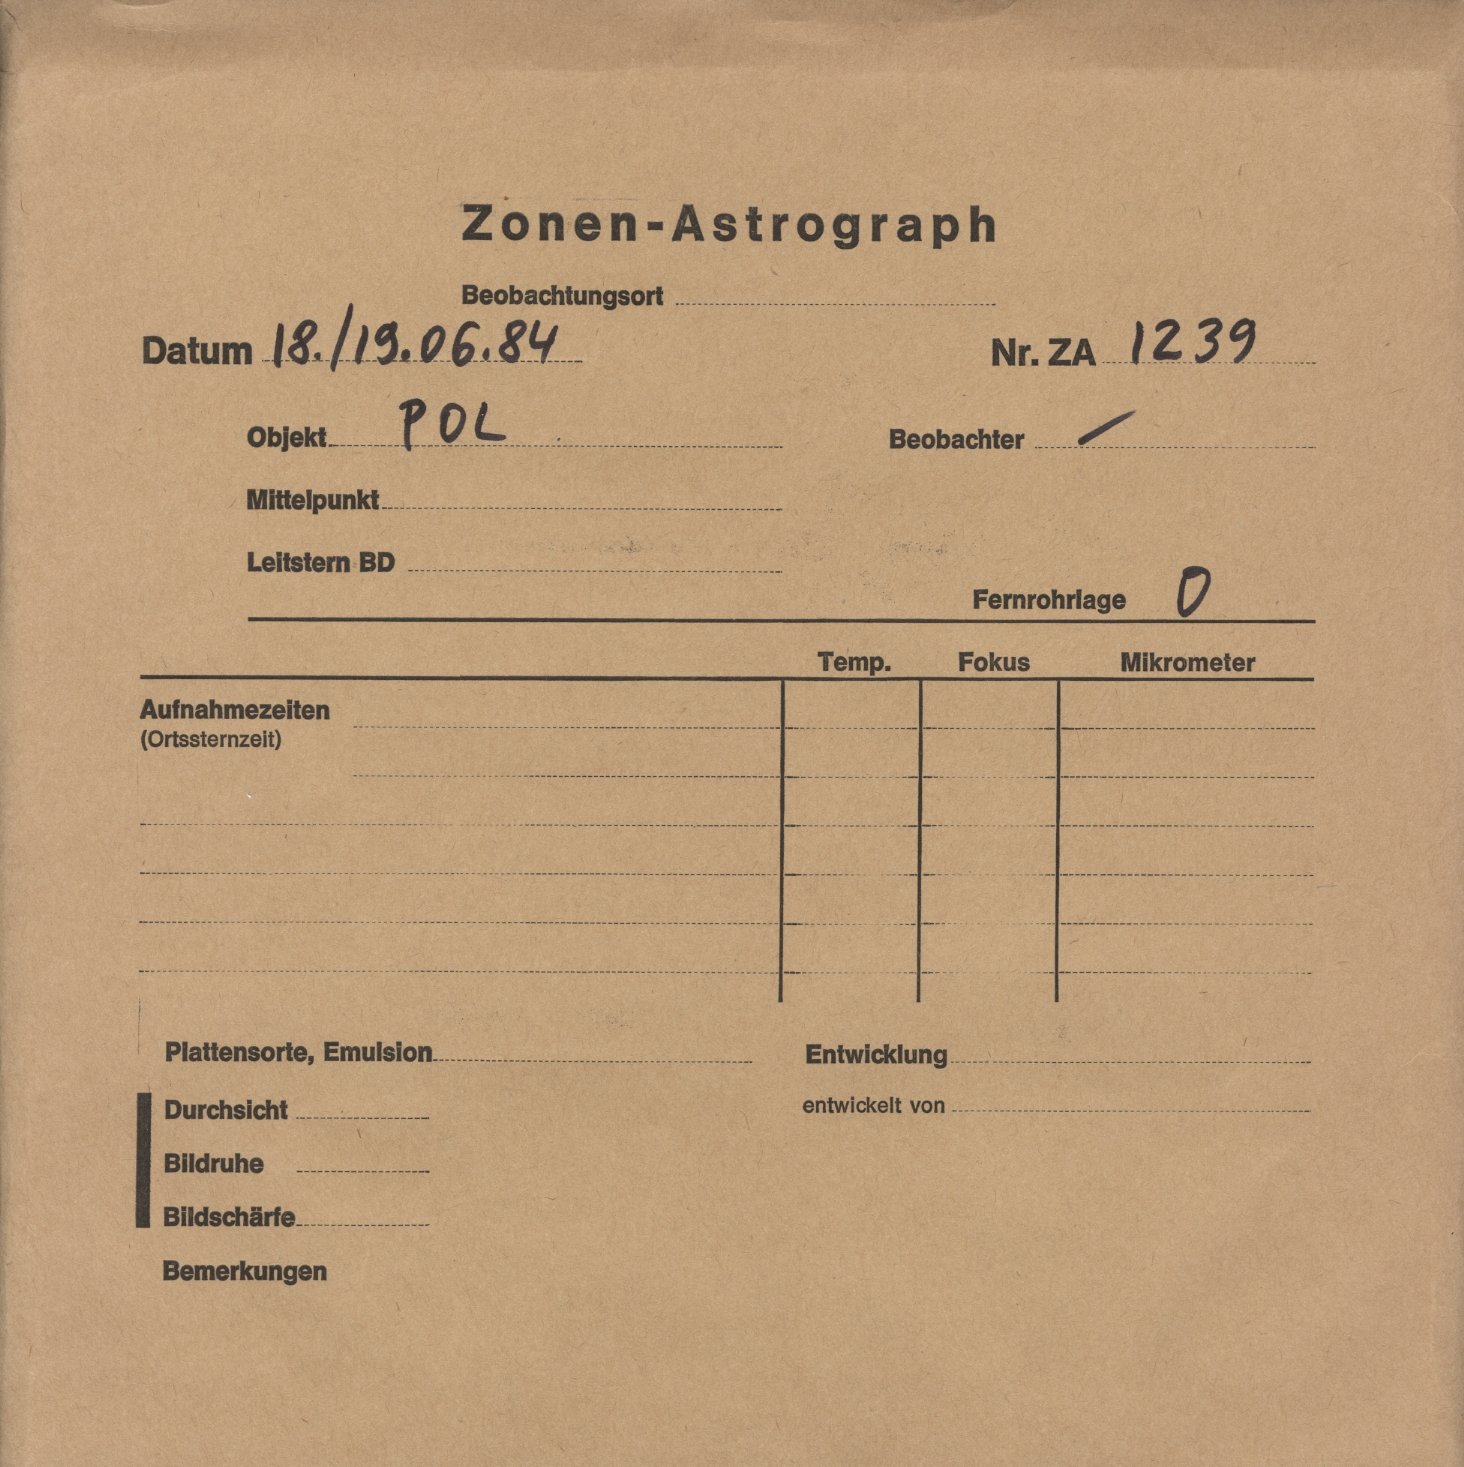 Zonen-Astrograph
Beobachtungsort
Datum 18./19.06.84 Nr. ZA 1239
Objekt POL Beobachter /
Mittelpunkt
Leitstern BD
Fernrohrlage O
Temp. Fokus Mikrometer
Aufnahmezeiten
(Ortssternzeit)
Plattensorte, Emulsion Entwicklung
Durchsicht entwickelt von
Bildruhe
Bildschärfe
Bemerkungen